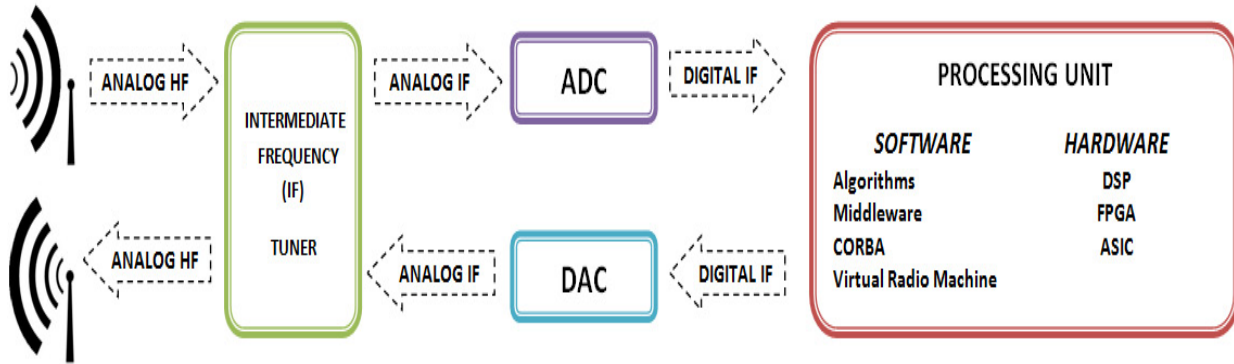 ANALOG HF
INTERMEDIATE
FREQUENCY
(IF)
TUNER
ANALOG IF
ADC
DIGITAL IF
PROCESSING UNIT
SOFTWARE
Algorithms
Middleware
CORBA
Virtual Radio Machine
HARDWARE
DSP
FPGA
ASIC
DIGITAL IF
DAC
ANALOG IF
ANALOG HF